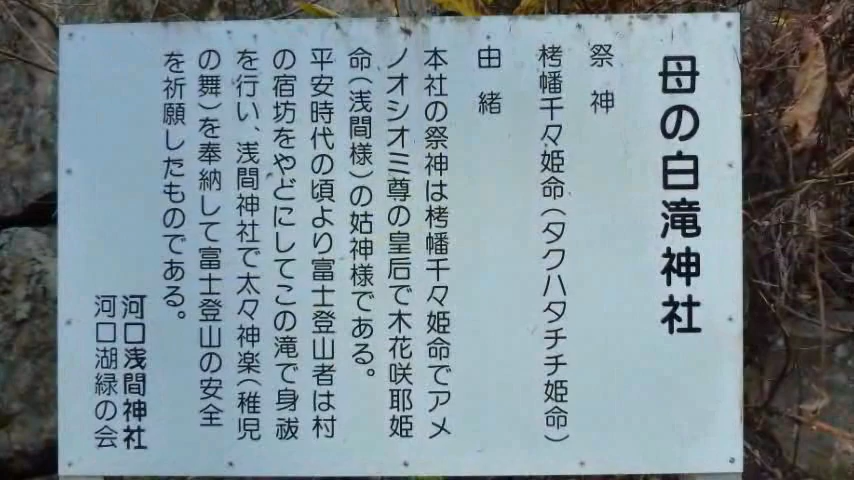 母の白滝神社
祭神
栲幡千々姫命(タクハタチチ姫命)
由緒
本社の祭神は栲幡千々姫命でアメ
ノオシオミ尊の皇后で木花咲耶姫
命(浅間様)の姑神様である。
平安時代の頃より富士登山者は村
の宿坊をやどにしてこの滝で身祓
を行い、浅間神社で太々神楽(稚児
の舞)を奉納して富士登山の安全
を祈願したものである。
河口浅間神社
河口湖緑の会